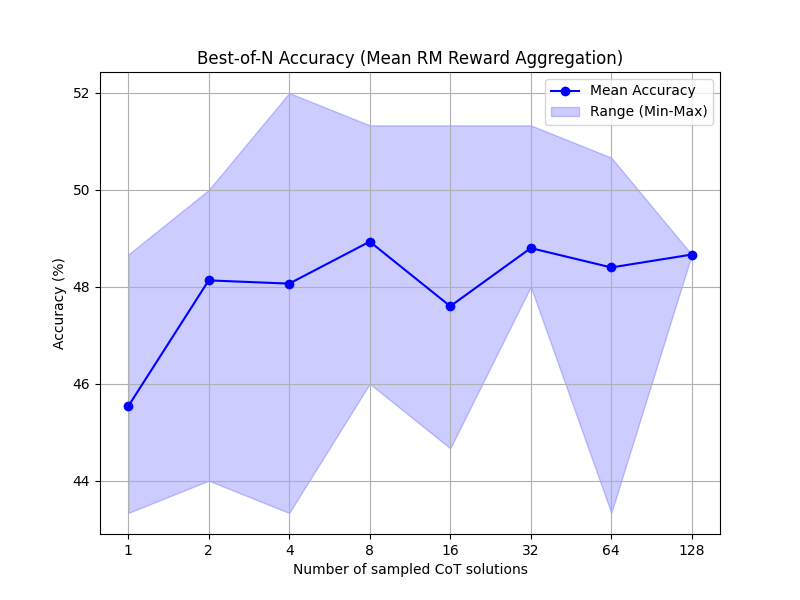 Best-of-N Accuracy (Mean RM Reward Aggregation)
Mean Accuracy
Range (Min-Max)
Accuracy (%)
52
50
48
46
44
1 2 4 8 16 32 64 128
Number of sampled CoT solutions